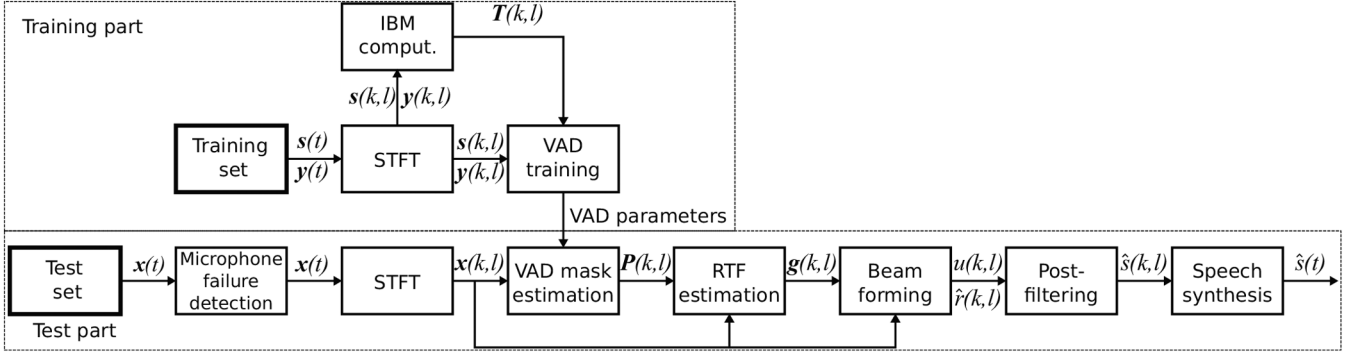 Training part
IBM
comput.
T(k,l)
s(k,l) y(k,l)
Training
set
s(t)
y(t)
STFT
s(k,l)
y(k,l)
VAD
training
VAD parameters
Test
set
x(t)
Microphone
failure
detection
x(t)
STFT
x(k,l)
VAD mask
estimation
P(k,l)
RTF
estimation
g(k,l)
Beam
forming
u(k,l)
r̂(k,l)
Post-
filtering
ŝ(k,l)
Speech
synthesis
ŝ(t)
Test part